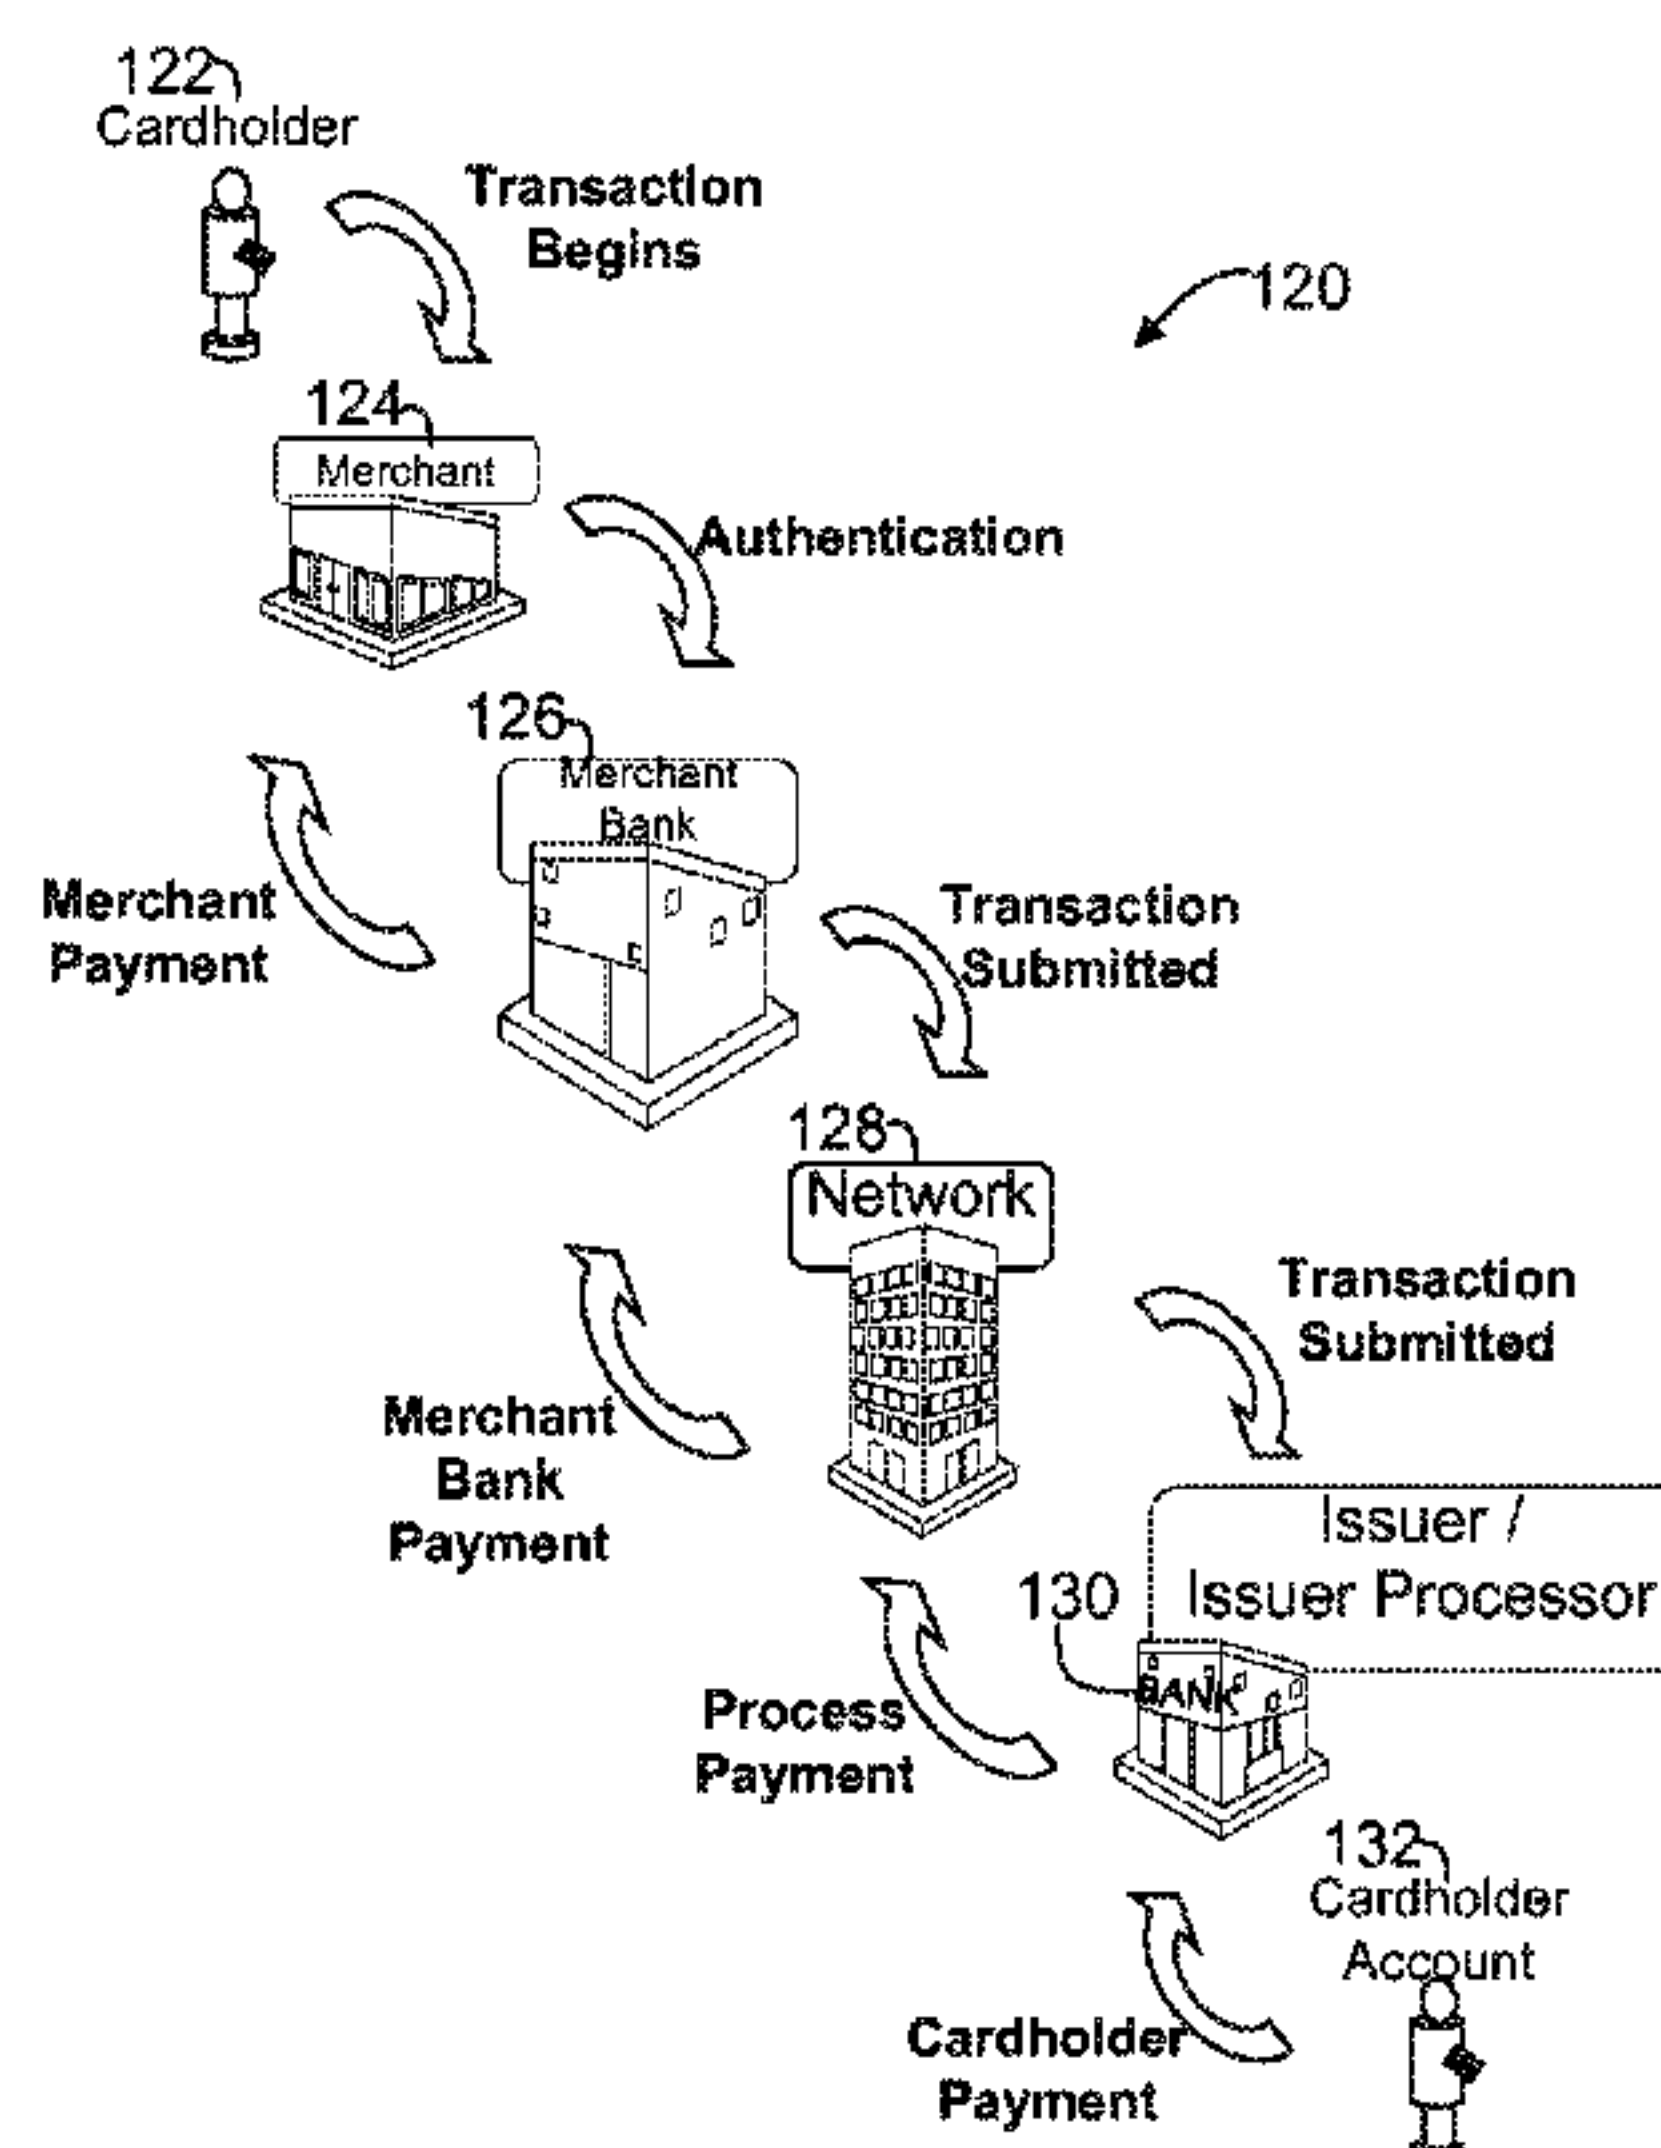 122
Cardholder
Transaction
Begins
120
124
Merchant
Authentication
126
Merchant
Bank
Merchant
Payment
Transaction
Submitted
128
Network
Transaction
Submitted
Merchant
Bank
Payment
Issuer /
Issuer Processor
130
BANK
Process
Payment
132
Cardholder
Account
Cardholder
Payment